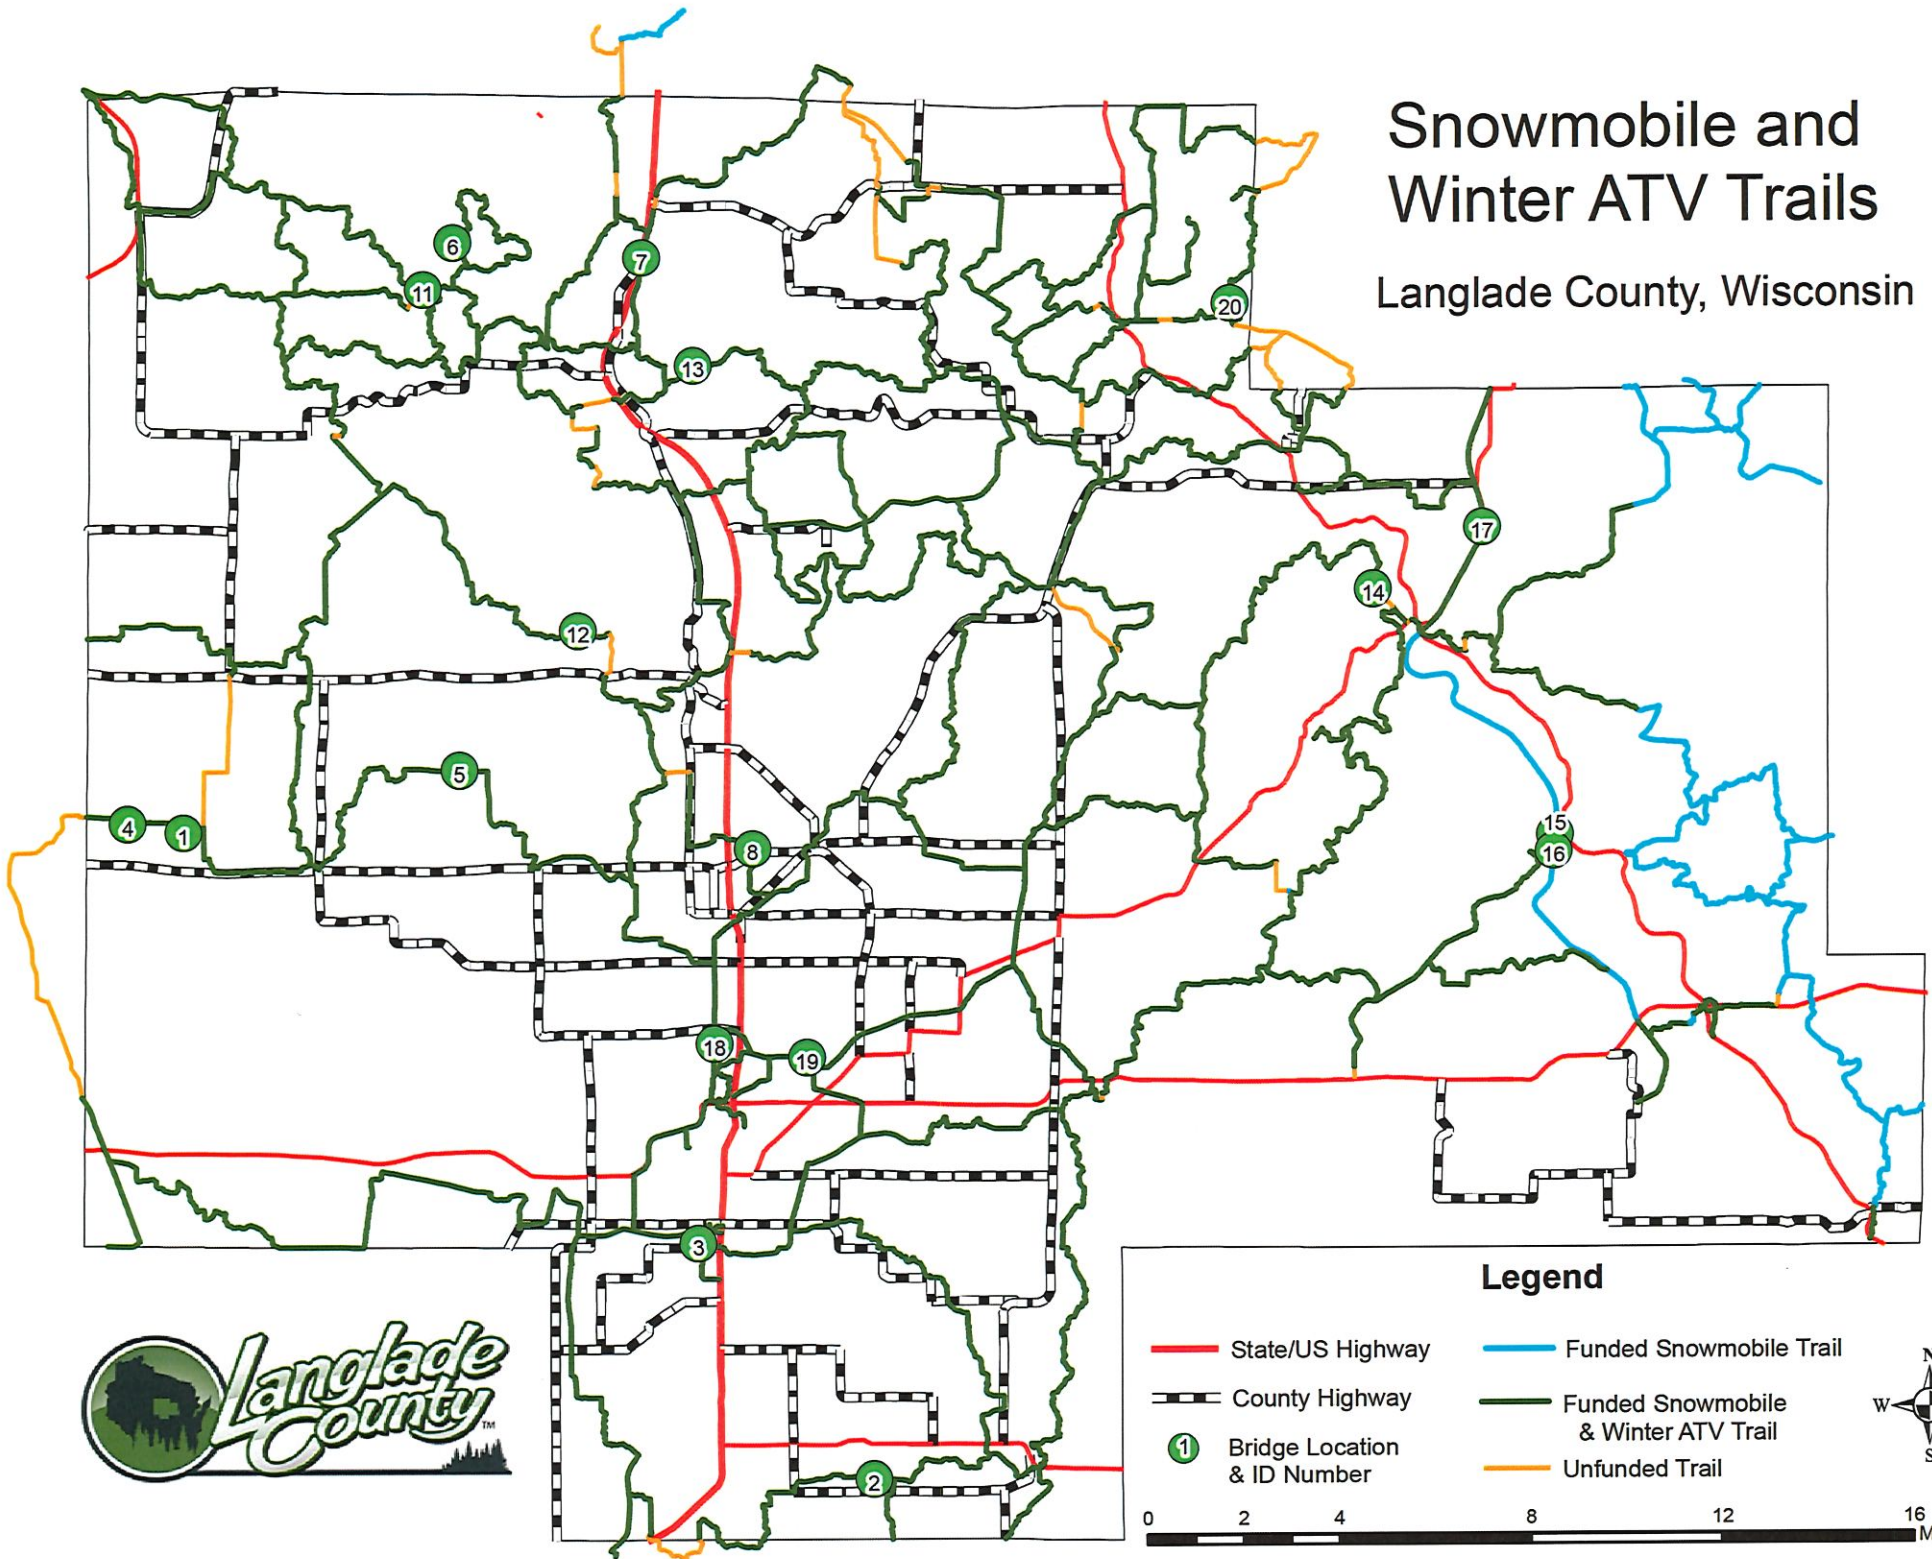 Snowmobile and
Winter ATV Trails
Langlade County, Wisconsin
6
7
11
20
13
17
14
12
5
4
1
8
15
16
18
19
3
2
Langlade
County™
Legend
State/US Highway
County Highway
1
Bridge Location
& ID Number
Funded Snowmobile Trail
Funded Snowmobile
& Winter ATV Trail
Unfunded Trail
N
W
S
0 2 4 8 12 16
M